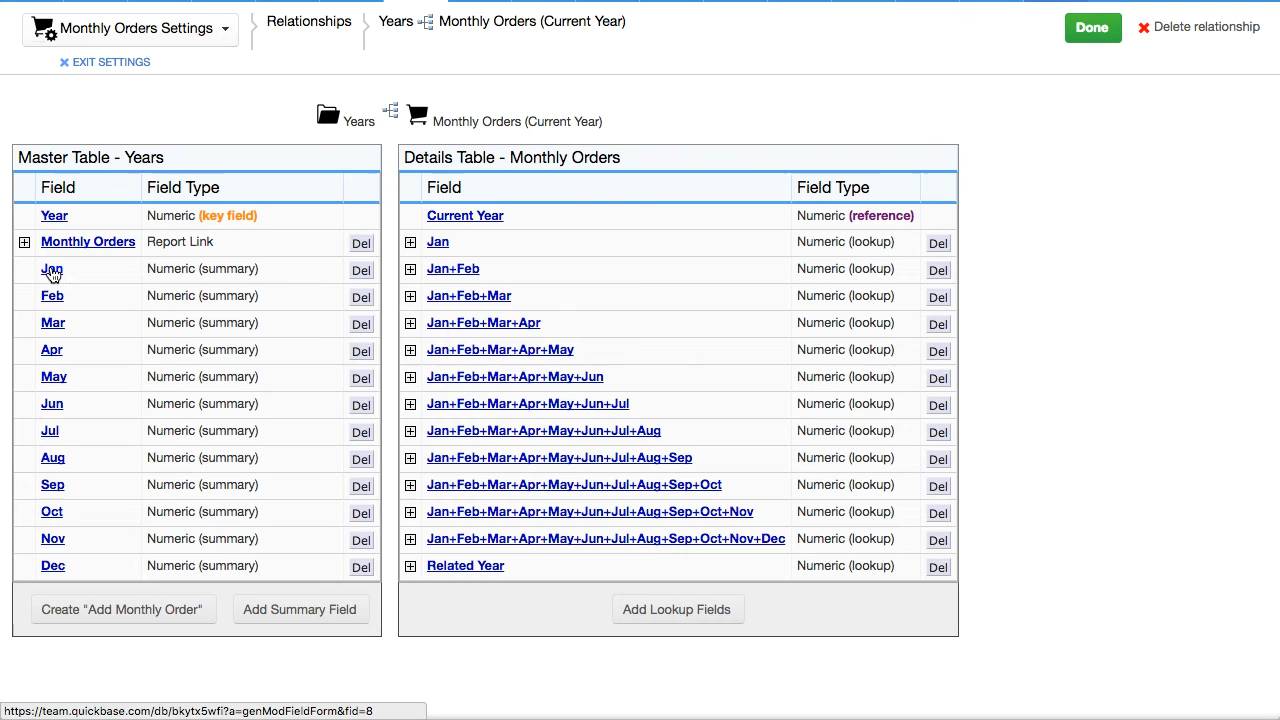 Monthly Orders Settings
Relationships
Years Monthly Orders (Current Year)
Done
Delete relationship
EXIT SETTINGS
Years Monthly Orders (Current Year)
Master Table - Years
Field Field Type
Year Numeric (key field)
Monthly Orders Report Link Del
Jan Numeric (summary) Del
Feb Numeric (summary) Del
Mar Numeric (summary) Del
Apr Numeric (summary) Del
May Numeric (summary) Del
Jun Numeric (summary) Del
Jul Numeric (summary) Del
Aug Numeric (summary) Del
Sep Numeric (summary) Del
Oct Numeric (summary) Del
Nov Numeric (summary) Del
Dec Numeric (summary) Del
Create "Add Monthly Order" Add Summary Field
Details Table - Monthly Orders
Field Field Type
Current Year Numeric (reference)
Jan Numeric (lookup) Del
Jan+Feb Numeric (lookup) Del
Jan+Feb+Mar Numeric (lookup) Del
Jan+Feb+Mar+Apr Numeric (lookup) Del
Jan+Feb+Mar+Apr+May Numeric (lookup) Del
Jan+Feb+Mar+Apr+May+Jun Numeric (lookup) Del
Jan+Feb+Mar+Apr+May+Jun+Jul Numeric (lookup) Del
Jan+Feb+Mar+Apr+May+Jun+Jul+Aug Numeric (lookup) Del
Jan+Feb+Mar+Apr+May+Jun+Jul+Aug+Sep Numeric (lookup) Del
Jan+Feb+Mar+Apr+May+Jun+Jul+Aug+Sep+Oct Numeric (lookup) Del
Jan+Feb+Mar+Apr+May+Jun+Jul+Aug+Sep+Oct+Nov Numeric (lookup) Del
Jan+Feb+Mar+Apr+May+Jun+Jul+Aug+Sep+Oct+Nov+Dec Numeric (lookup) Del
Related Year Numeric (lookup) Del
Add Lookup Fields
https://team.quickbase.com/db/bkytx5wfi?a=genModFieldForm&fid=8